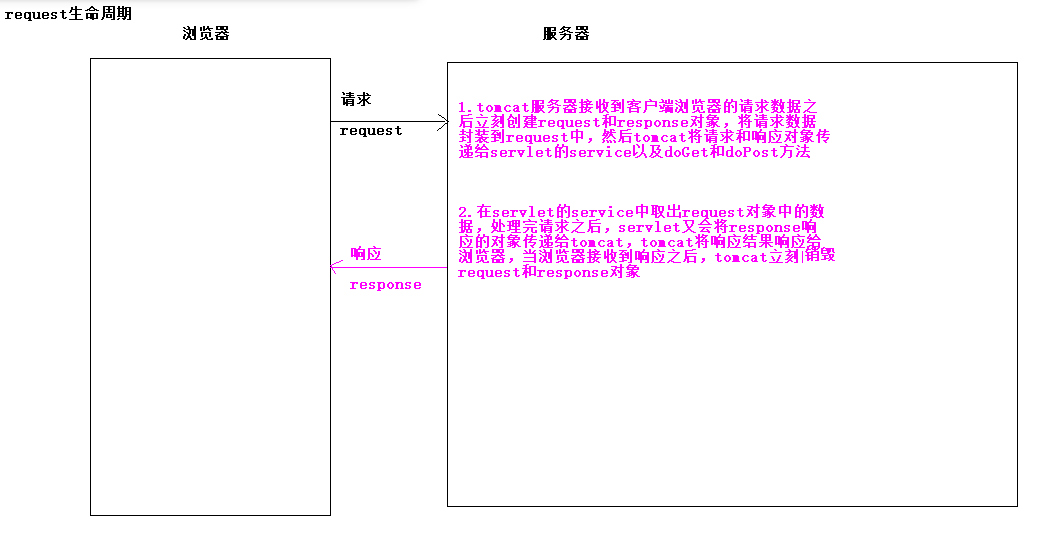 request生命周期
浏览器
服务器
请求
request
1.tomcat服务器接收到客户端浏览器的请求数据之
后立刻创建request和response对象，将请求数据
封装到request中，然后tomcat将请求和响应对象传
递给servlet的service以及doGet和doPost方法
2.在servlet的service中取出request对象中的数
据，处理完请求之后，servlet又会将response响
应的对象传递给tomcat，tomcat将响应结果响应给
浏览器，当浏览器接收到响应之后，tomcat立刻|销毁
request和response对象
响应
response